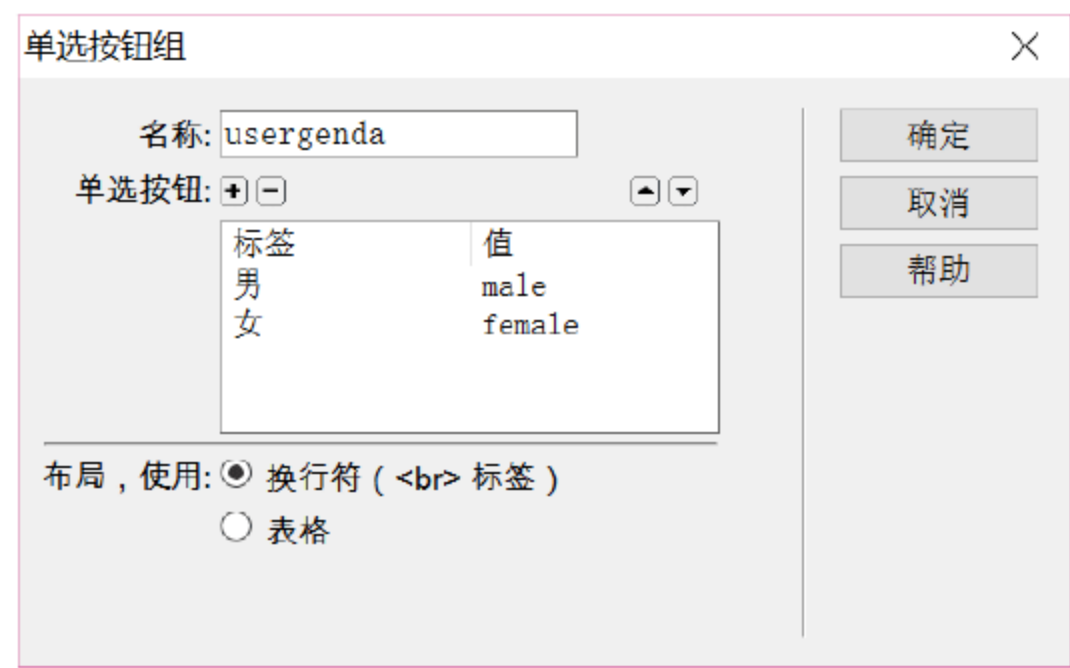 单选按钮组
名称: usergenda
确定
单选按钮:
取消
标签 值
帮助
男 male
女 female
布局，使用: 换行符（<br> 标签）
表格